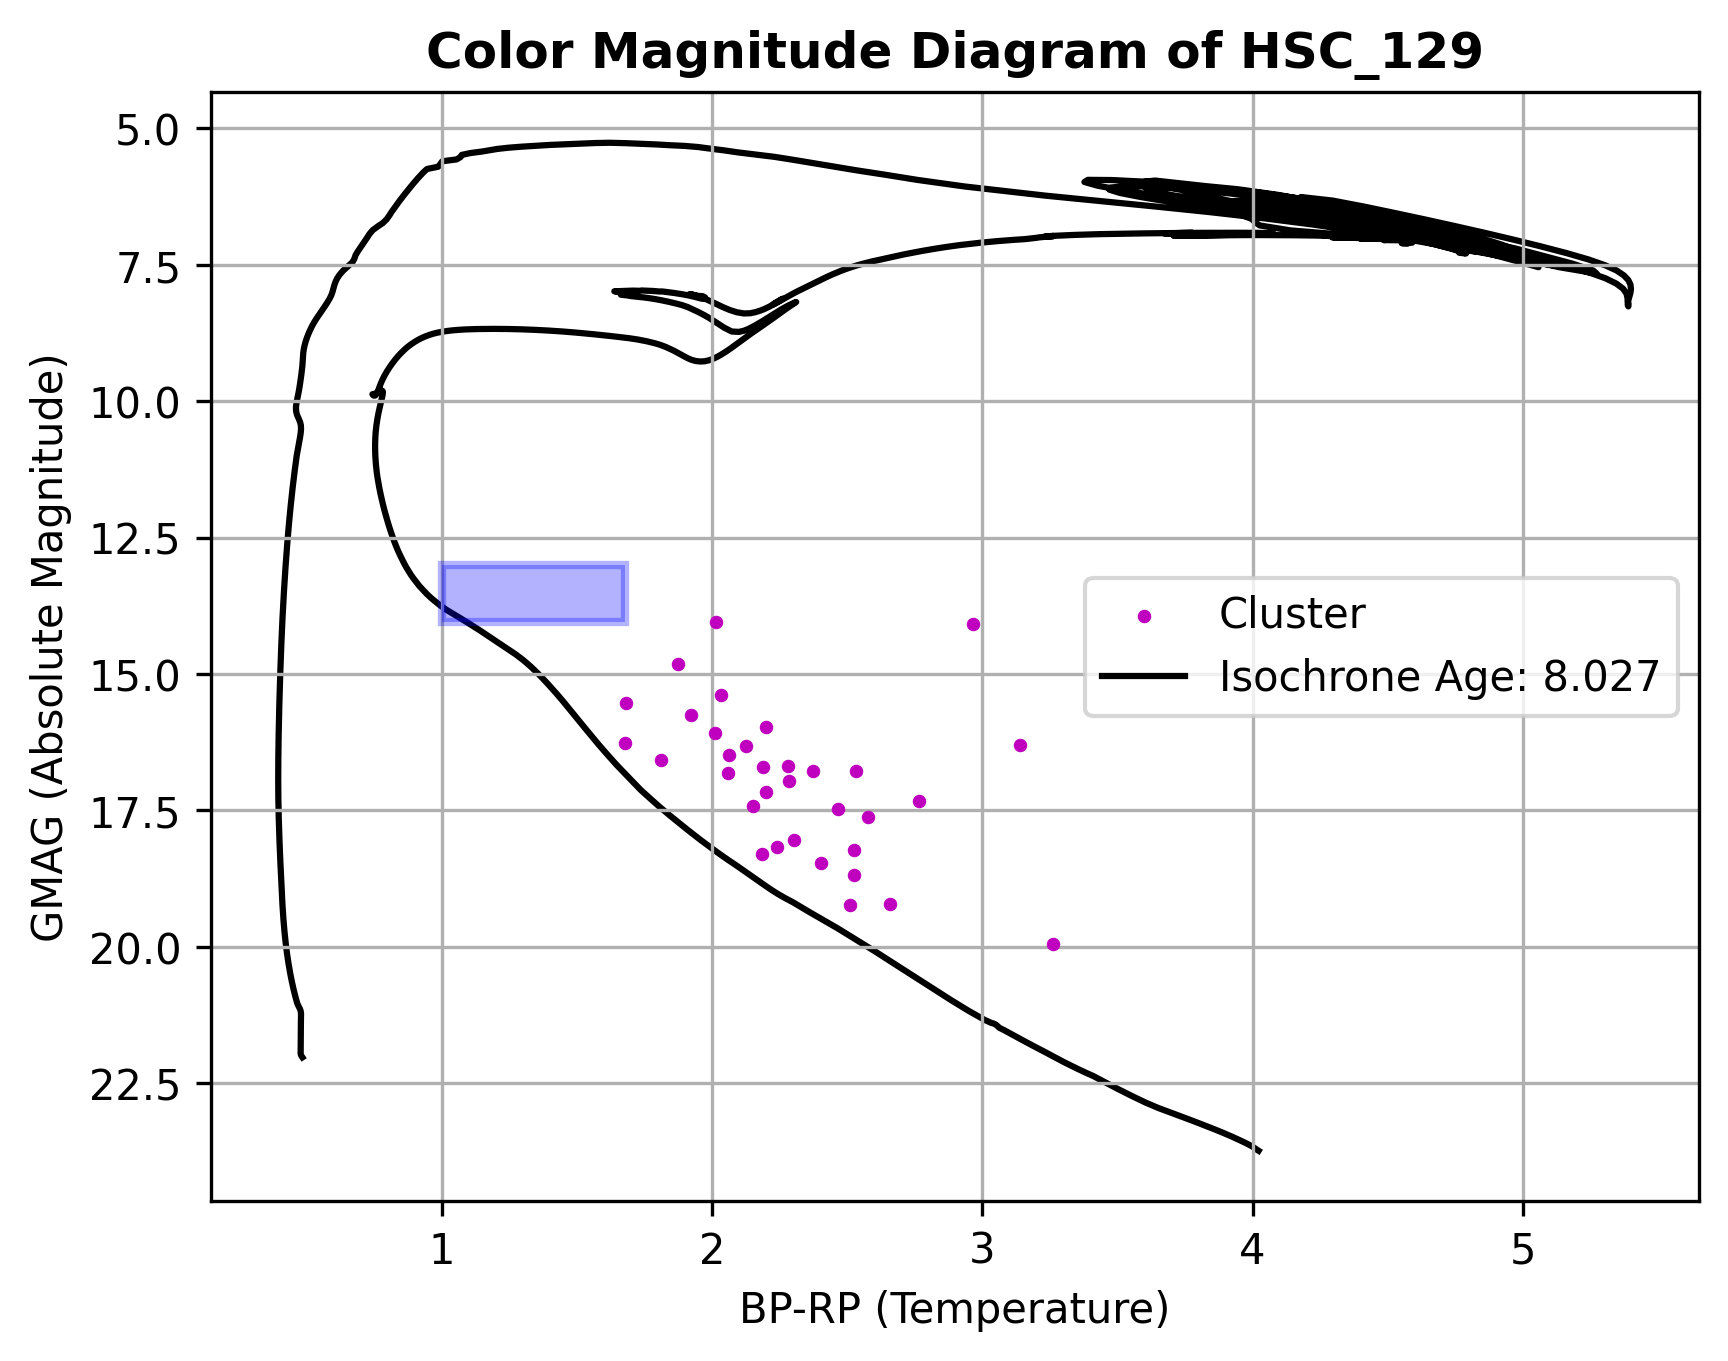 Color Magnitude Diagram of HSC_129
GMAG (Absolute Magnitude)
5.0
7.5
10.0
12.5
15.0
17.5
20.0
22.5
Cluster
Isochrone Age: 8.027
1 2 3 4 5
BP-RP (Temperature)